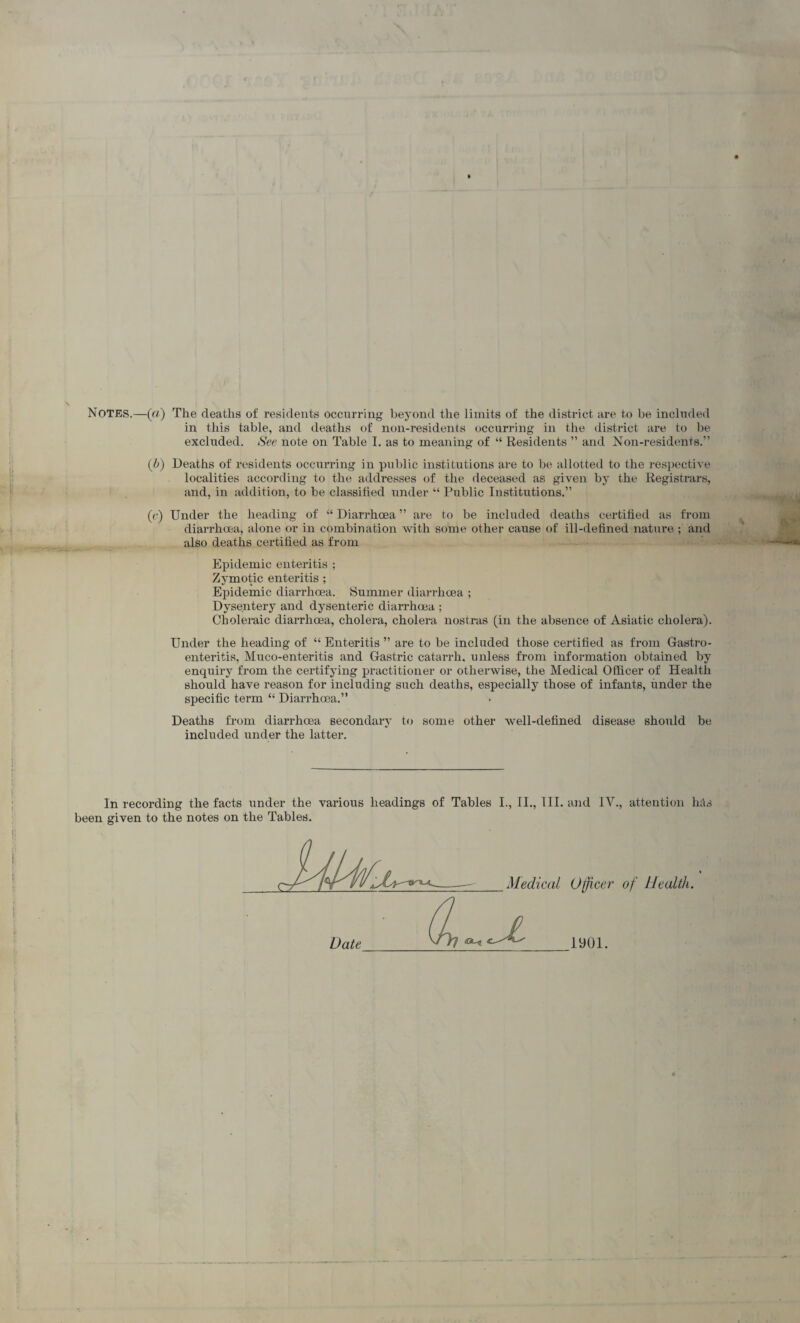 NOTES.—(a) The deaths of residents occurring beyond the limits of the district are to be included
in this table, and deaths of non-residents occurring in the district are to be
excluded. See note on Table I. as to meaning of “ Residents ” and Non-residents.”
(b) Deaths of residents occurring in public institutions are to be allotted to the respective
localities according to the addresses of the deceased as given by the Registrars,
and, in addition, to be classified under “ Public Institutions.”
(c) Under the heading of “ Diarrhœa ” are to be included deaths certified as from
diarrhœa, alone or in combination with some other cause of ill-defined nature ; and
also deaths certified as from
Epidemic enteritis ;
Zymotic enteritis ;
Epidemic diarrhœa. Summer diarrhœa ;
Dysentery and dysenteric diarrhœa ;
Choleraic diarrhœa, cholera, cholera nostras (in the absence of Asiatic cholera).
Under the heading of “ Enteritis ” are to be included those certified as from Gastro-
enteritis, Muco-enteritis and Gastric catarrh, unless from information obtained by
enquiry from the certifying practitioner or otherwise, the Medical Officer of Health
should have reason for including such deaths, especially those of infants, under the
specific term “ Diarrhœa.”
Deaths from diarrhœa secondary to some other well-defined disease should be
included under the latter.
In recording the facts under the various headings of Tables I., II., III. and IV., attention has
been given to the notes on the Tables.
Medical Officer of Health.
Date March 1901.